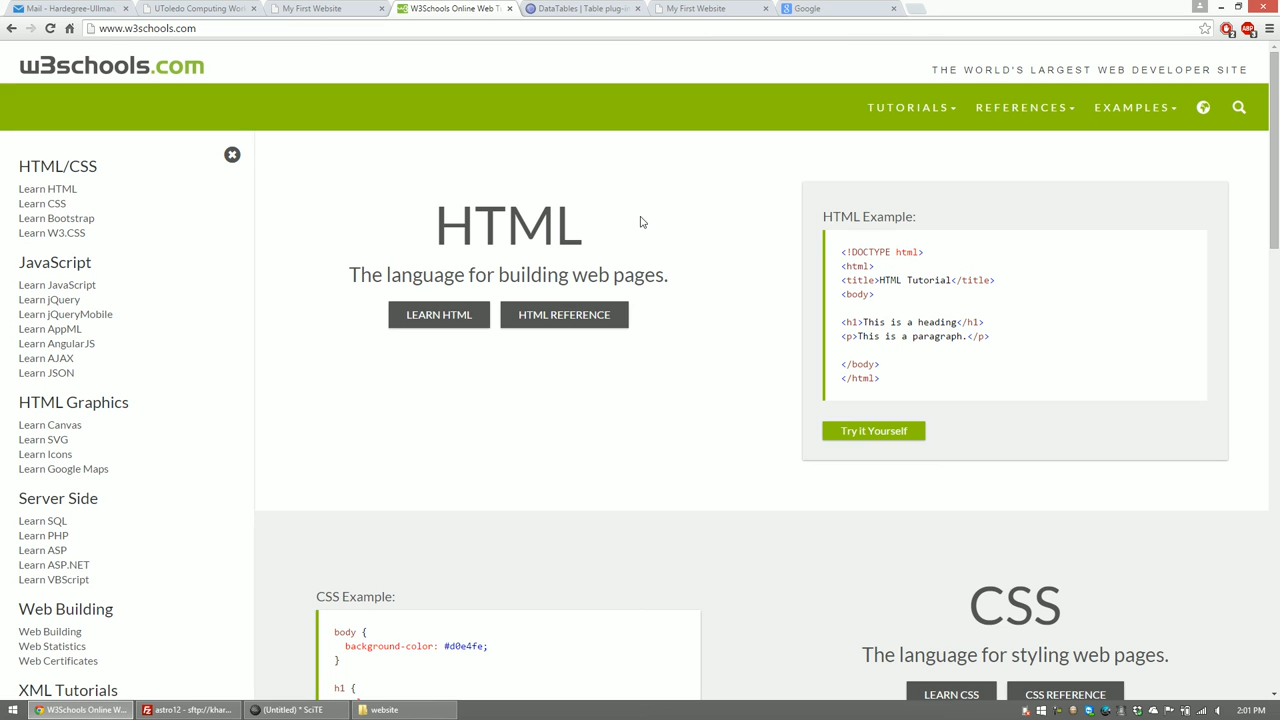 Mail - Hardegree-Ullman,
UToledo Computing Wor
My First Website
W3Schools Online Web T
DataTables | Table plug-in
My First Website
Google
www.w3schools.com
w3schools.com
THE WORLD'S LARGEST WEB DEVELOPER SITE
TUTORIALS REFERENCES EXAMPLES
HTML/CSS
Learn HTML
Learn CSS
Learn Bootstrap
Learn W3.CSS
JavaScript
Learn JavaScript
Learn jQuery
Learn jQueryMobile
Learn AppML
Learn AngularJS
Learn AJAX
Learn JSON
HTML Graphics
Learn Canvas
Learn SVG
Learn Icons
Learn Google Maps
Server Side
Learn SQL
Learn PHP
Learn ASP
Learn ASP.NET
Learn VBScript
Web Building
Web Building
Web Statistics
Web Certificates
XML Tutorials
HTML
The language for building web pages.
LEARN HTML HTML REFERENCE
HTML Example:
<!DOCTYPE html>
<html>
<title>HTML Tutorial</title>
<body>
<h1>This is a heading</h1>
<p>This is a paragraph.</p>
</body>
</html>
Try it Yourself
CSS Example:
body {
background-color: #d0e4fe;
}
h1 {
CSS
The language for styling web pages.
LEARN CSS CSS REFERENCE
W3Schools Online W...
astro12 - sftp://khar...
(Untitled) * SciTE
website
2:01 PM